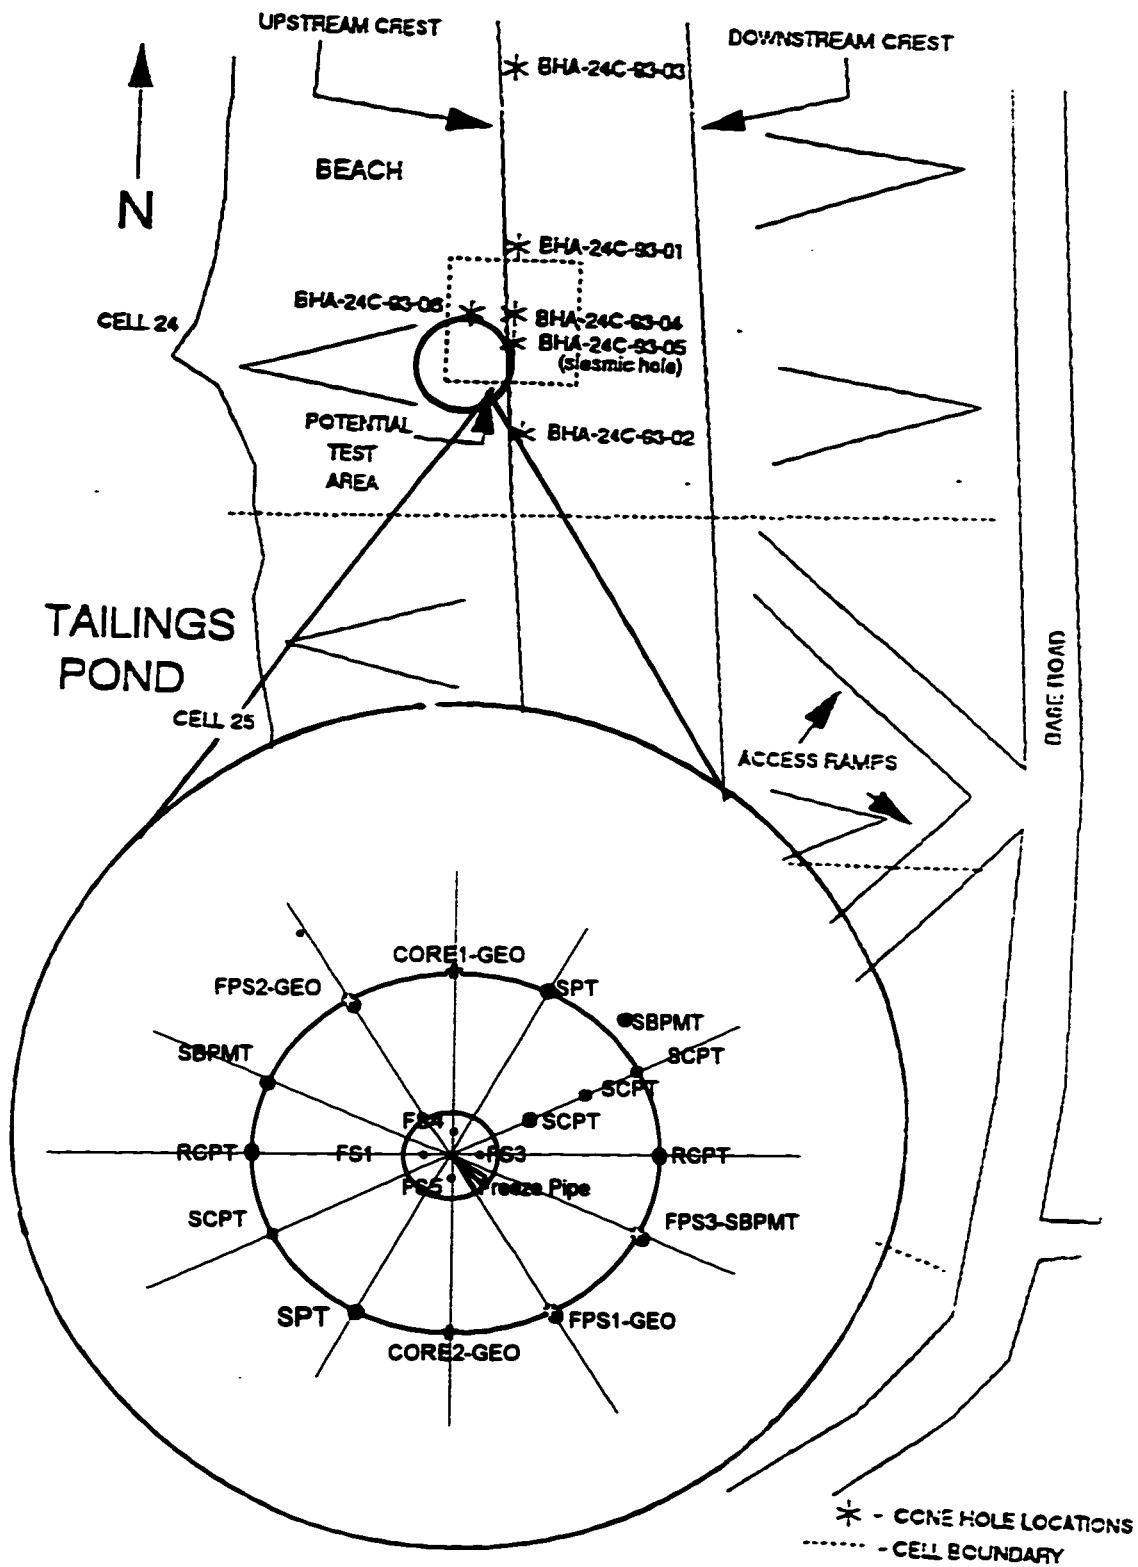 UPSTREAM CREST
DOWNSTREAM CREST
BHA-24C-93-03
BEACH
N
BHA-24C-93-01
BHA-24C-93-06
CELL 24
BHA-24C-93-04
BHA-24C-93-05
(siesmic hole)
POTENTIAL
TEST
AREA
BHA-24C-93-02
TAILINGS
POND
CELL 25
ACCESS RAMPS
ROAD
CORE1-GEO
FPS2-GEO
SPT
SBPMT
SBPMT
SCPT
SCPT
SCPT
FS4
RCPT
FS1
FS3
RCPT
FS5
Freeze Pipe
SCPT
FPS3-SBPMT
SPT
FPS1-GEO
CORE2-GEO
- CONE HOLE LOCATIONS
- CELL BOUNDARY